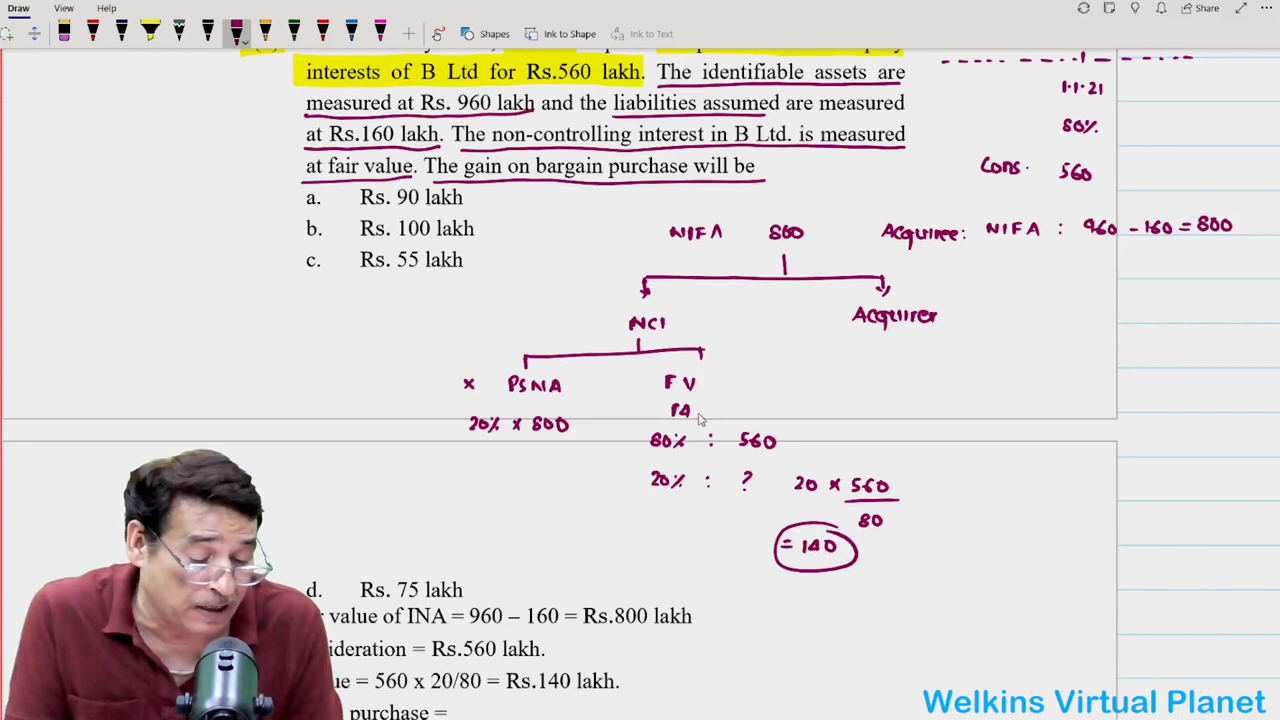 Draw View Help
Share
Shapes Ink to Shape Ink to Text
interests of B Ltd for Rs.560 lakh. The identifiable assets are
measured at Rs. 960 lakh and the liabilities assumed are measured
at Rs.160 lakh. The non-controlling interest in B Ltd. is measured
at fair value. The gain on bargain purchase will be
a. Rs. 90 lakh
b. Rs. 100 lakh
c. Rs. 55 lakh
1.1.21
80%
Cons. 560
Acquiree: NIFA : 960 - 160 = 800
NIFA 800
NCI Acquirer
x PSNA FV
20% x 800 PA
80% : 560
20% : ? 20 x 560
80
= 140
d. Rs. 75 lakh
value of INA = 960 – 160 = Rs.800 lakh
ideration = Rs.560 lakh.
ue = 560 x 20/80 = Rs.140 lakh.
purchase =
Welkins Virtual Planet